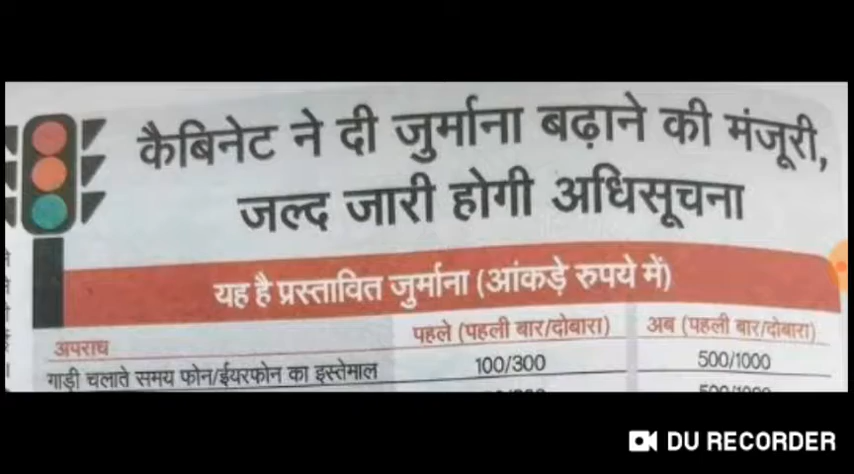 कैबिनेट ने दी जुर्माना बढ़ाने की मंजूरी,
जल्द जारी होगी अधिसूचना
यह है प्रस्तावित जुर्माना (आंकड़े रुपये में)
अपराध पहले (पहली बार/दोबारा) अब (पहली बार/दोबारा)
गाड़ी चलाते समय फोन/ईयरफोन का इस्तेमाल 100/300 500/1000
DU RECORDER